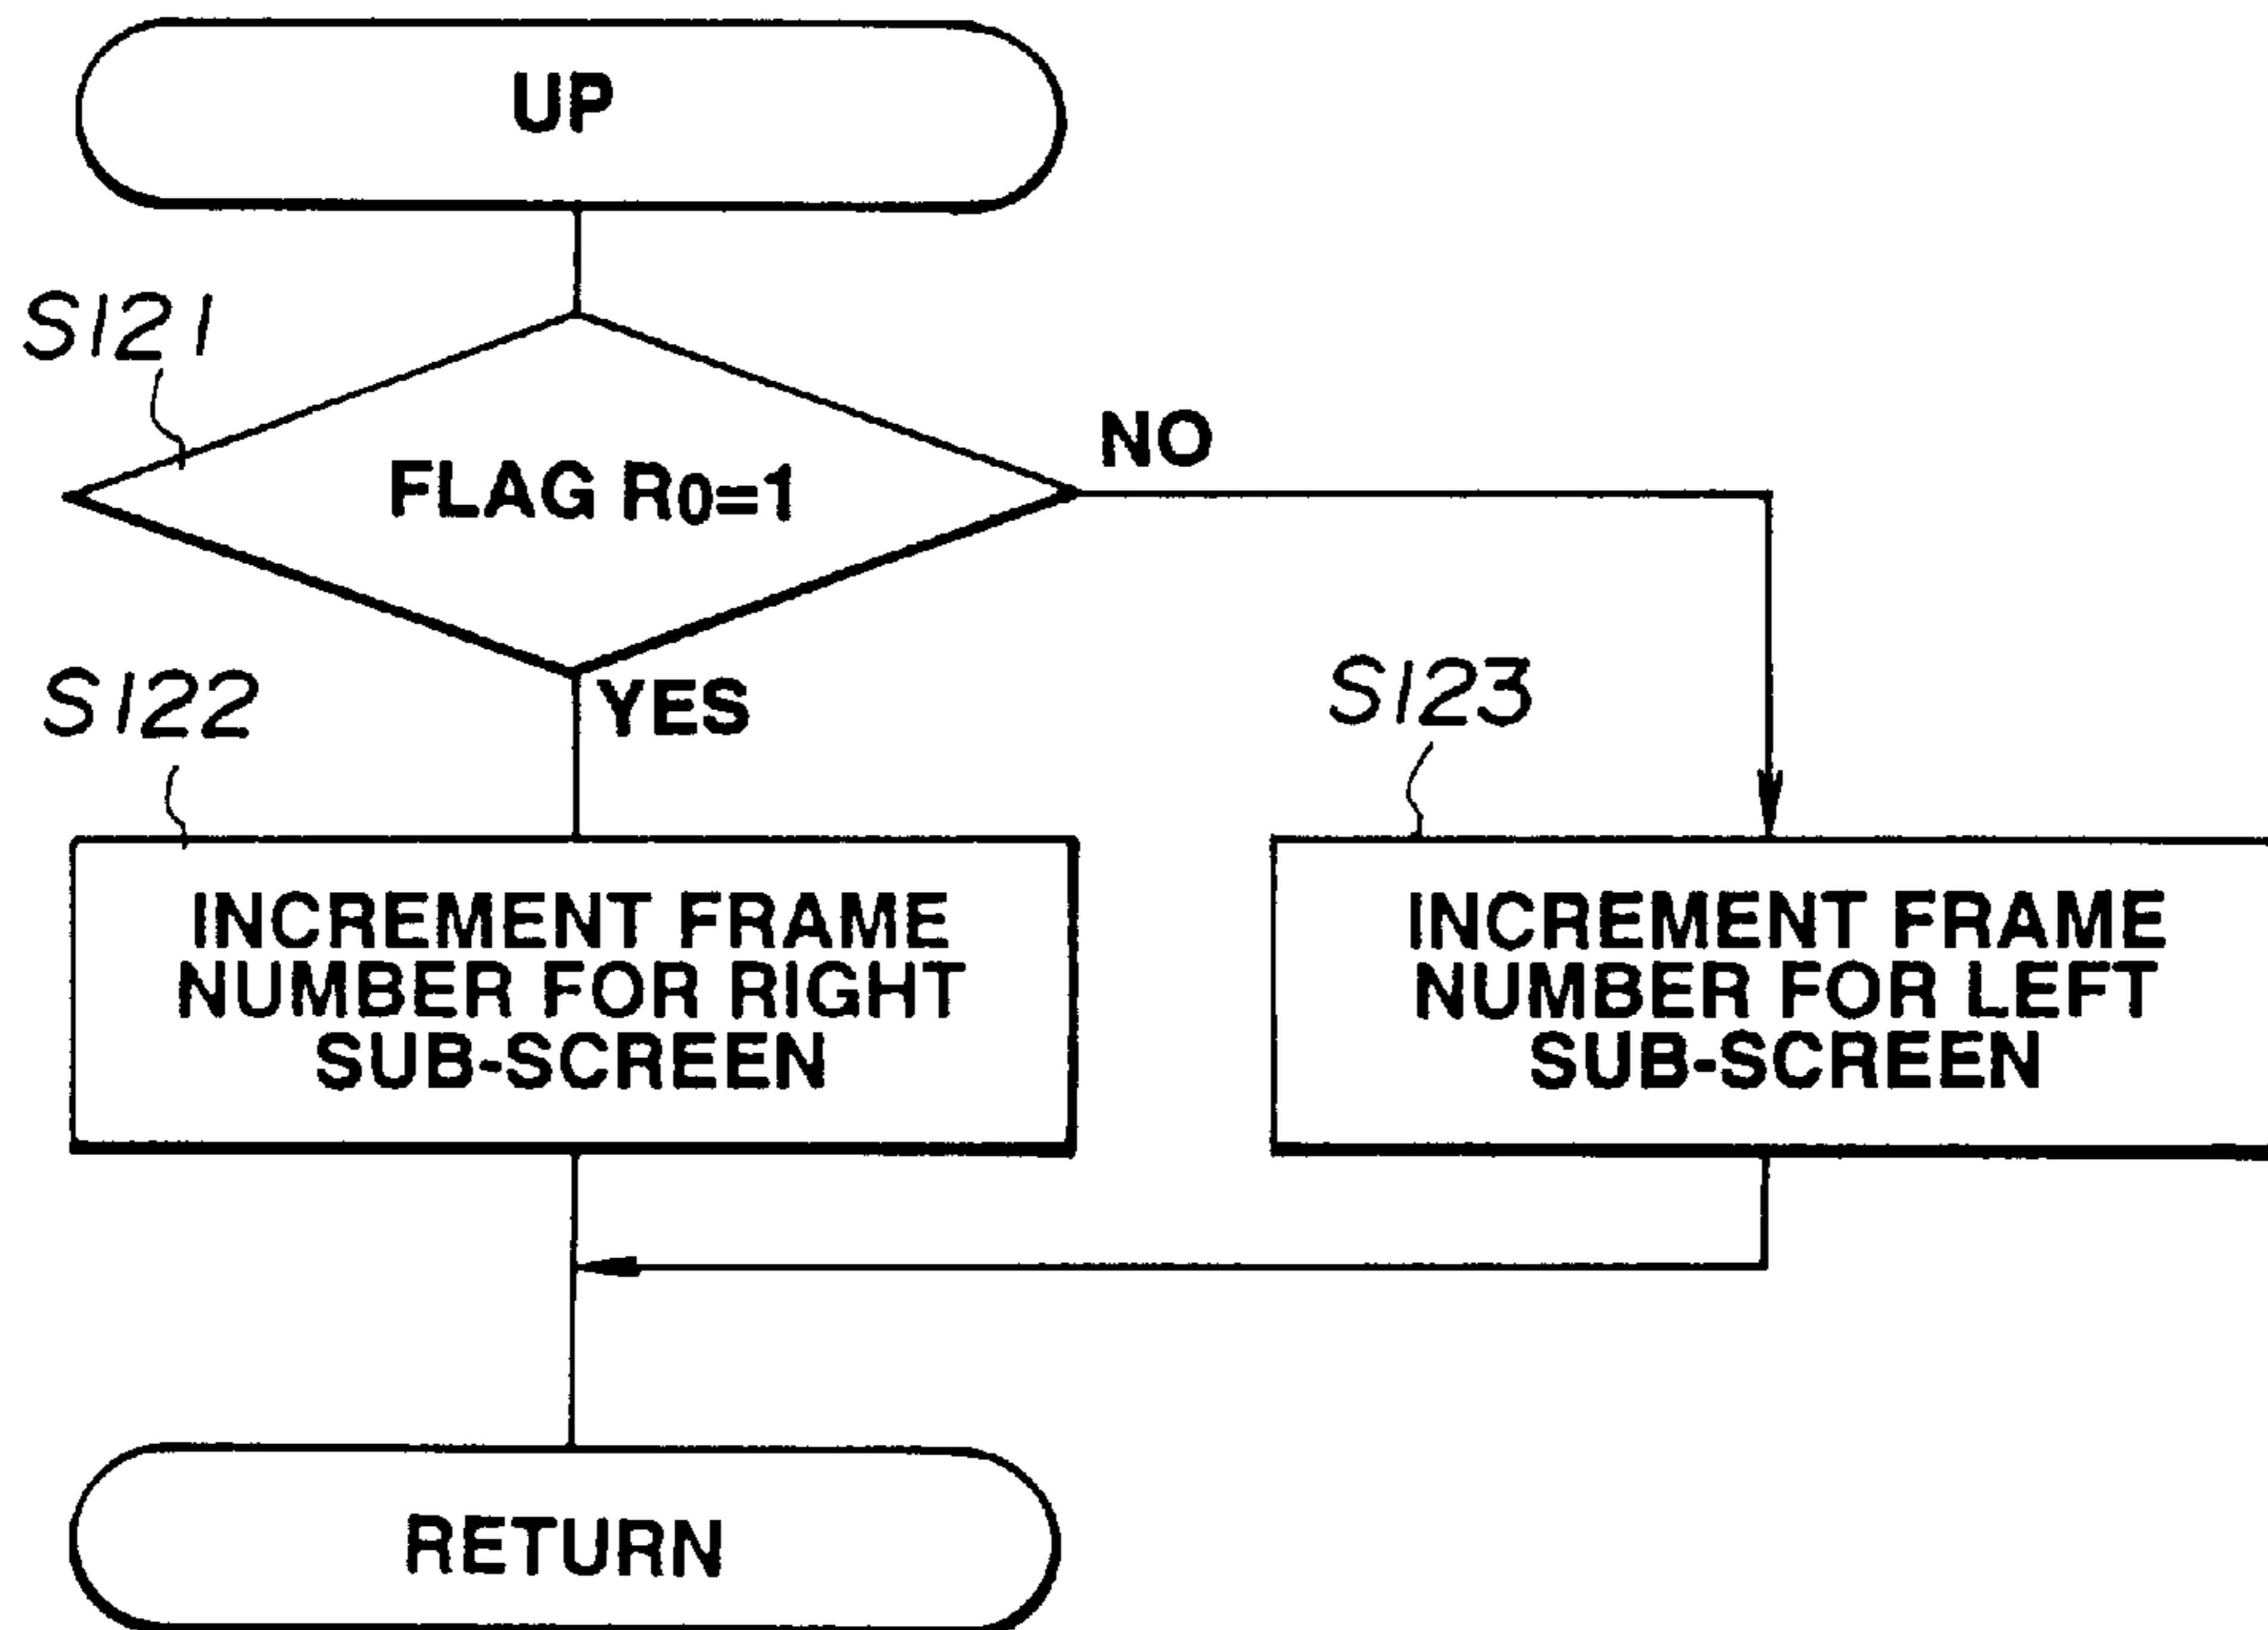 UP
S121
FLAG R0=1
NO
YES
S122
S123
INCREMENT FRAME
NUMBER FOR RIGHT
SUB-SCREEN
INCREMENT FRAME
NUMBER FOR LEFT
SUB-SCREEN
RETURN